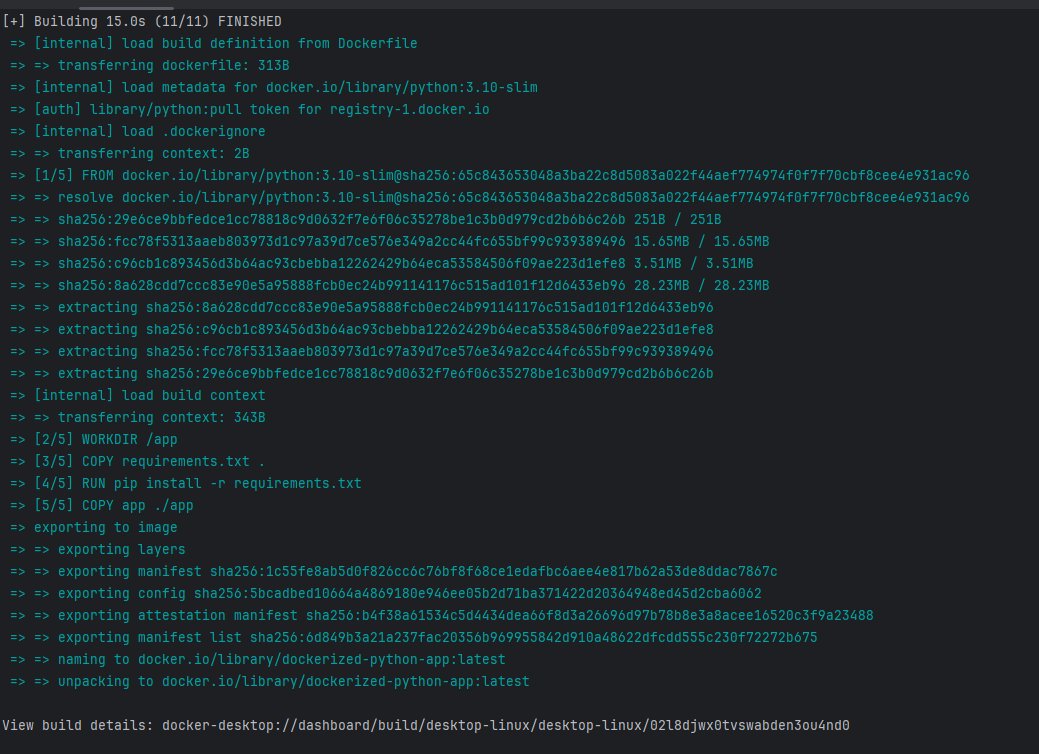 [+] Building 15.0s (11/11) FINISHED
=> [internal] load build definition from Dockerfile
=> => transferring dockerfile: 313B
=> [internal] load metadata for docker.io/library/python:3.10-slim
=> [auth] library/python:pull token for registry-1.docker.io
=> [internal] load .dockerignore
=> => transferring context: 2B
=> [1/5] FROM docker.io/library/python:3.10-slim@sha256:65c843653048a3ba22c8d5083a022f44aef774974f0f7f70cbf8cee4e931ac96
=> => resolve docker.io/library/python:3.10-slim@sha256:65c843653048a3ba22c8d5083a022f44aef774974f0f7f70cbf8cee4e931ac96
=> => sha256:29e6ce9bbfedce1cc78818c9d0632f7e6f06c35278be1c3b0d979cd2b6b6c26b 251B / 251B
=> => sha256:fcc78f5313aaeb803973d1c97a39d7ce576e349a2cc44fc655bf99c939389496 15.65MB / 15.65MB
=> => sha256:c96cb1c893456d3b64ac93cbebba12262429b64eca53584506f09ae223d1efe8 3.51MB / 3.51MB
=> => sha256:8a628cdd7ccc83e90e5a95888fcb0ec24b991141176c515ad101f12d6433eb96 28.23MB / 28.23MB
=> => extracting sha256:8a628cdd7ccc83e90e5a95888fcb0ec24b991141176c515ad101f12d6433eb96
=> => extracting sha256:c96cb1c893456d3b64ac93cbebba12262429b64eca53584506f09ae223d1efe8
=> => extracting sha256:fcc78f5313aaeb803973d1c97a39d7ce576e349a2cc44fc655bf99c939389496
=> => extracting sha256:29e6ce9bbfedce1cc78818c9d0632f7e6f06c35278be1c3b0d979cd2b6b6c26b
=> [internal] load build context
=> => transferring context: 343B
=> [2/5] WORKDIR /app
=> [3/5] COPY requirements.txt .
=> [4/5] RUN pip install -r requirements.txt
=> [5/5] COPY app ./app
=> exporting to image
=> => exporting layers
=> => exporting manifest sha256:1c55fe8ab5d0f826cc6c76bf8f68ce1edafbc6aee4e817b62a53de8ddac7867c
=> => exporting config sha256:5bcadbed10664a4869180e946ee05b2d71ba371422d20364948ed45d2cba6062
=> => exporting attestation manifest sha256:b4f38a61534c5d4434dea66f8d3a26696d97b78b8e3a8acee16520c3f9a23488
=> => exporting manifest list sha256:6d849b3a21a237fac20356b969955842d910a48622dfcdd555c230f72272b675
=> => naming to docker.io/library/dockerized-python-app:latest
=> => unpacking to docker.io/library/dockerized-python-app:latest
View build details: docker-desktop://dashboard/build/desktop-linux/desktop-linux/02l8djwx0tvswabden3ou4nd0